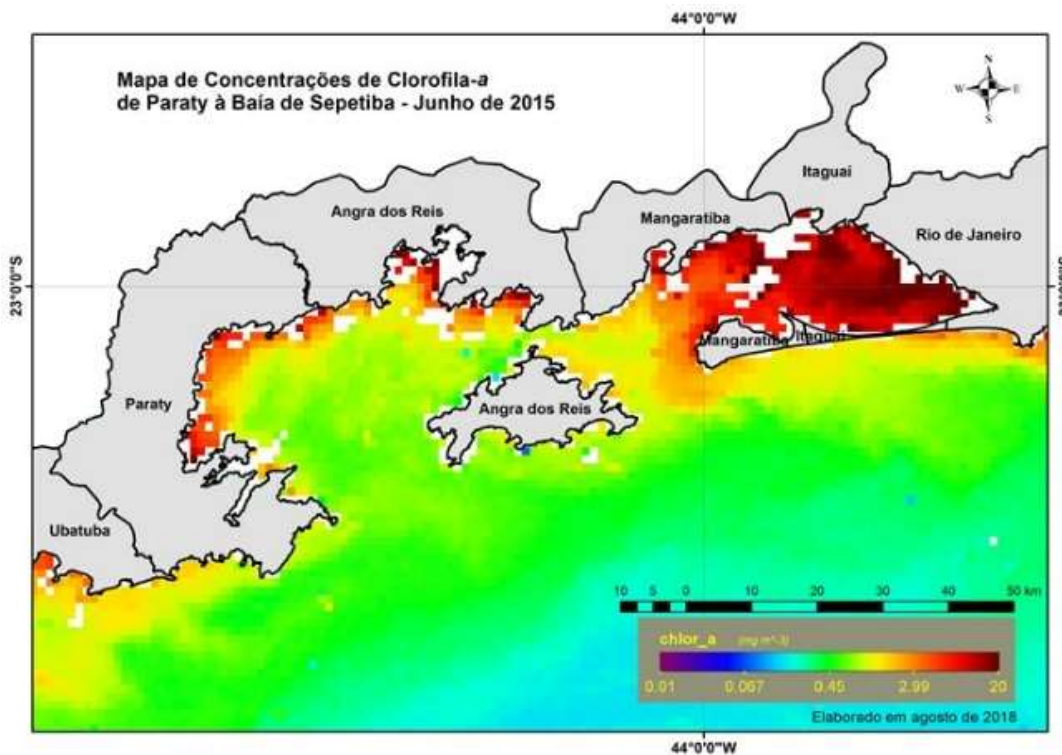 44°0'0"W
Mapa de Concentrações de Clorofila-a
de Paraty à Baía de Sepetiba - Junho de 2015
N
W E
S
Itaguaí
Angra dos Reis
Mangaratiba
Rio de Janeiro
23°0'0"S
Mangaratiba
Itaguaí
Paraty
Angra dos Reis
Ubatuba
10 5 0 10 20 30 40 50 km
chlor_a (mg m^-3)
0.01 0.067 0.45 2.99 20
Elaborado em agosto de 2018
44°0'0"W